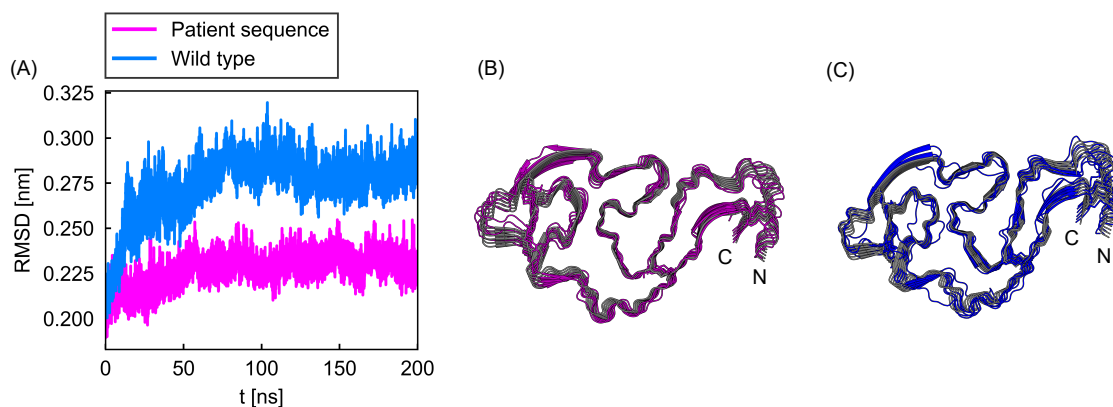 Patient sequence
Wild type
(A)
(B)
(C)
0.325
0.300
0.275
0.250
0.225
0.200
RMSD [nm]
0 50 100 150 200
t [ns]
C
N
C
N